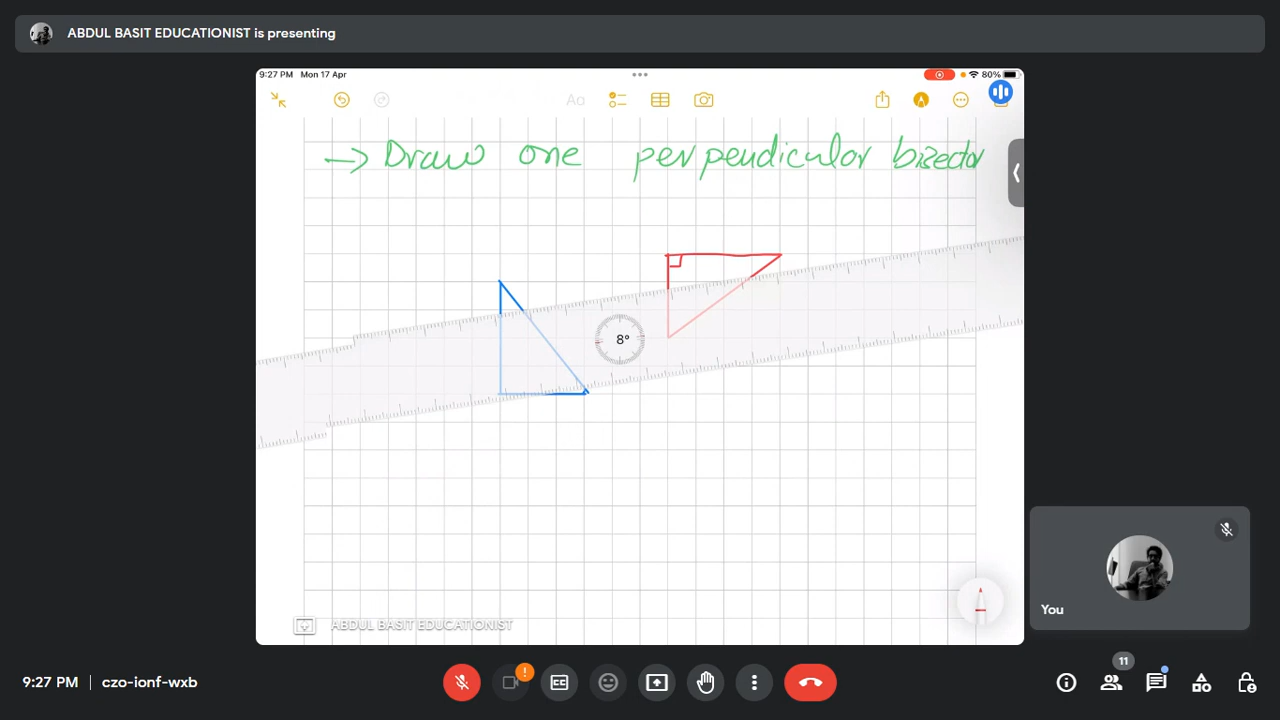 ABDUL BASIT EDUCATIONIST is presenting
9:27 PM Mon 17 Apr
80%
Aa
→ Draw one perpendicular bisector
8°
ABDUL BASIT EDUCATIONIST
You
9:27 PM | czo-ionf-wxb
!
CC
11